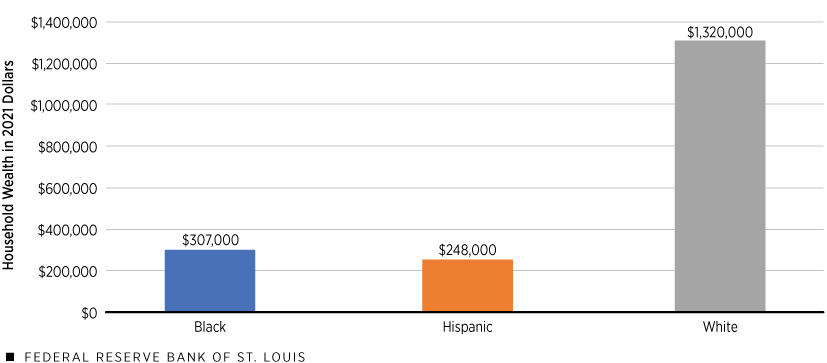 Household Wealth in 2021 Dollars
$1,400,000
$1,200,000
$1,000,000
$800,000
$600,000
$400,000
$200,000
$0
$307,000
$248,000
$1,320,000
Black
Hispanic
White
FEDERAL RESERVE BANK OF ST. LOUIS